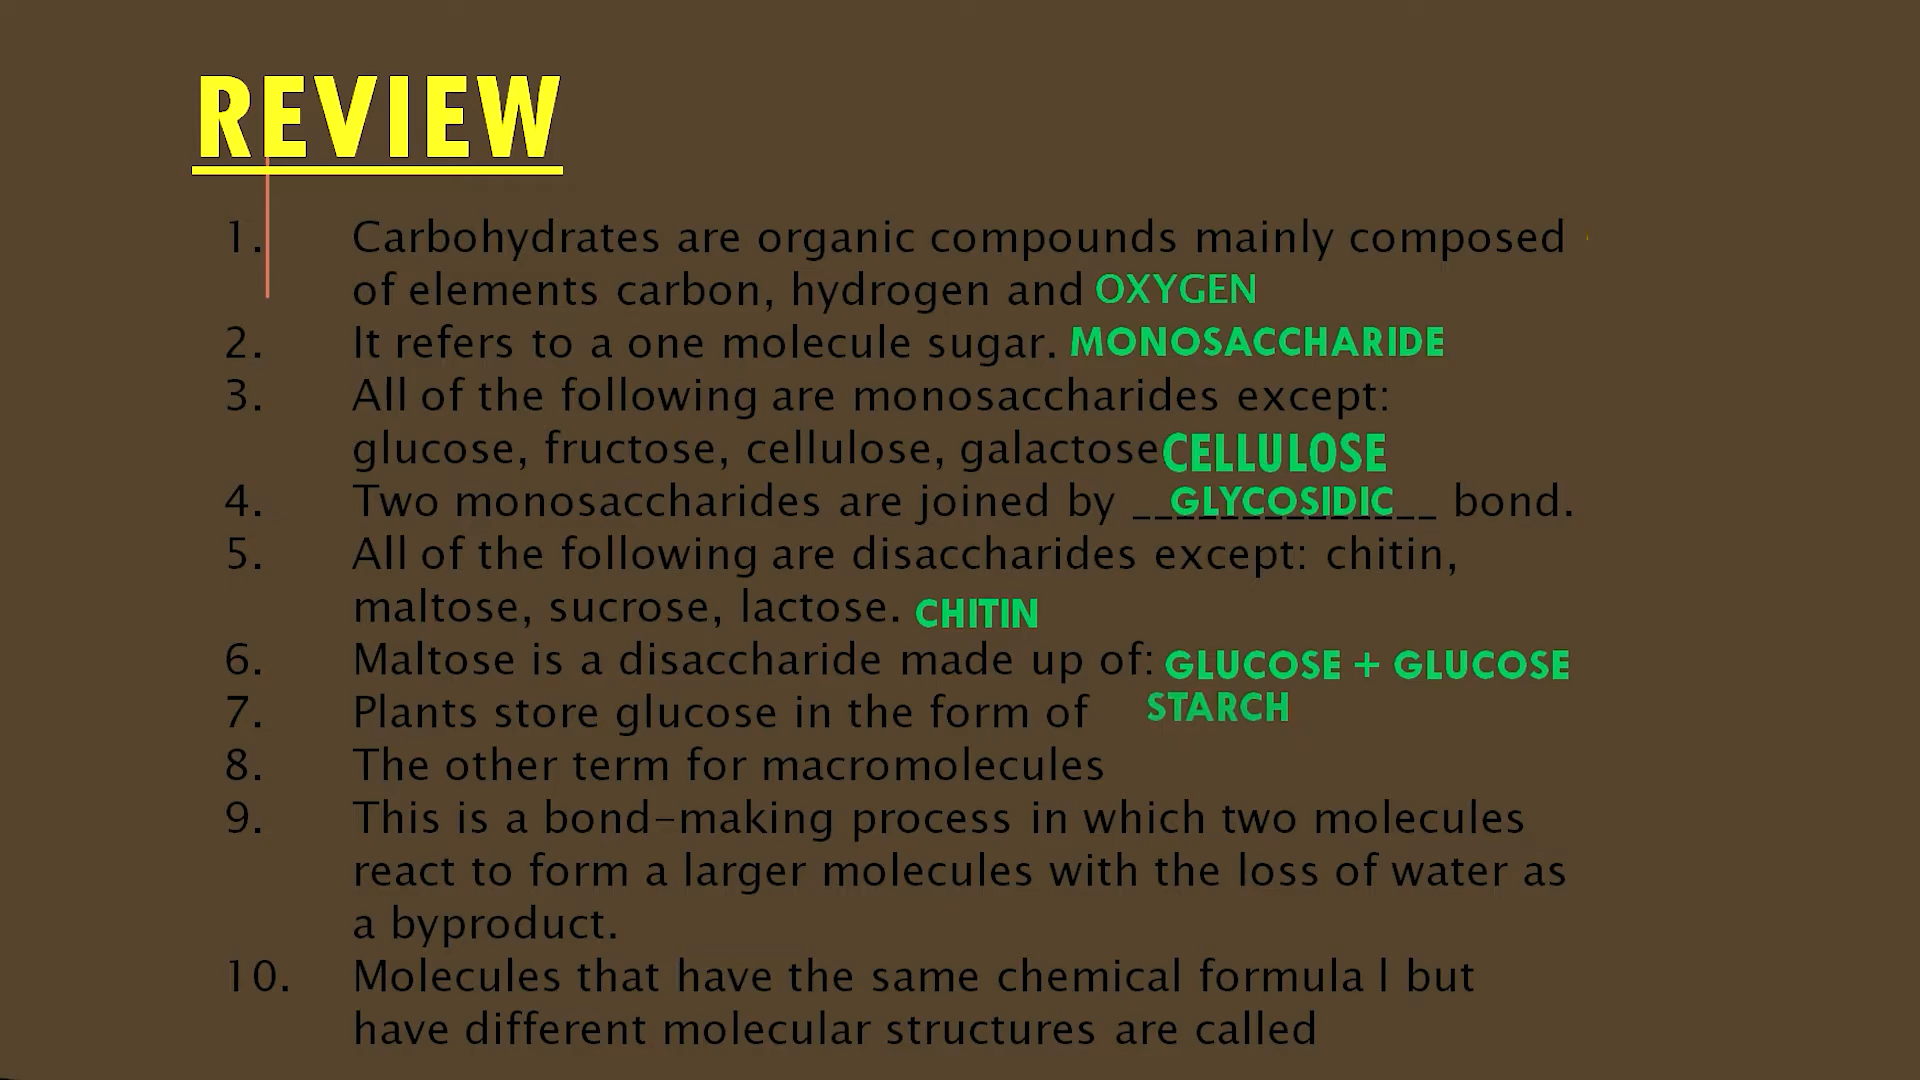 REVIEW
1. Carbohydrates are organic compounds mainly composed
of elements carbon, hydrogen and OXYGEN
2. It refers to a one molecule sugar. MONOSACCHARIDE
3. All of the following are monosaccharides except:
glucose, fructose, cellulose, galactose CELLULOSE
4. Two monosaccharides are joined by __GLYCOSIDIC__ bond.
5. All of the following are disaccharides except: chitin,
maltose, sucrose, lactose. CHITIN
6. Maltose is a disaccharide made up of: GLUCOSE + GLUCOSE
7. Plants store glucose in the form of STARCH
8. The other term for macromolecules
9. This is a bond-making process in which two molecules
react to form a larger molecules with the loss of water as
a byproduct.
10. Molecules that have the same chemical formula l but
have different molecular structures are called